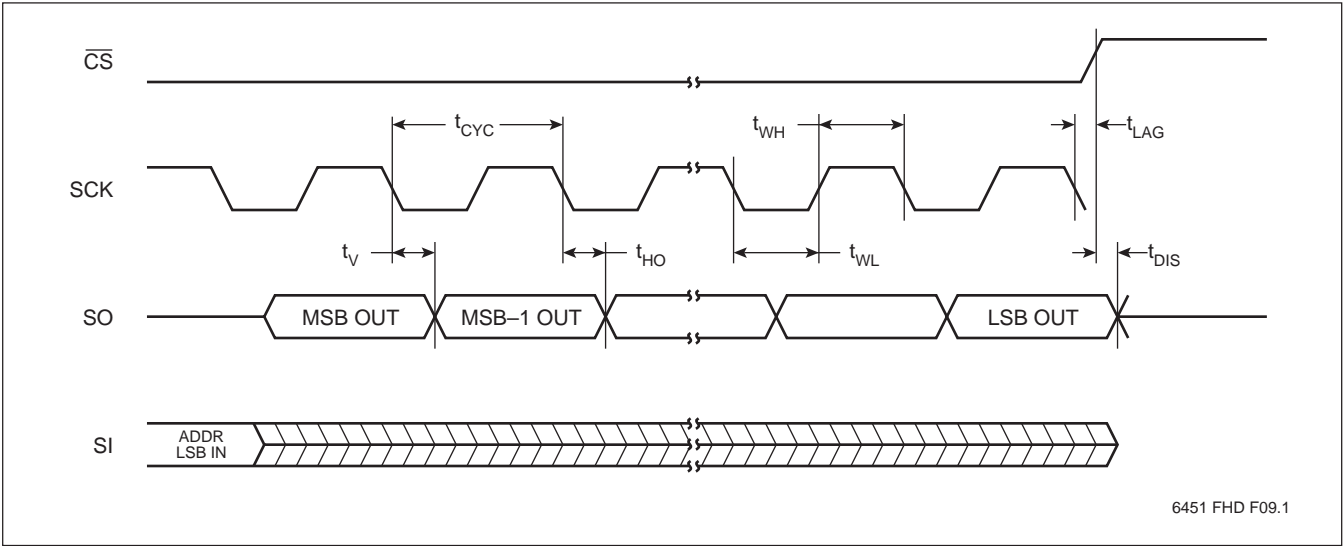 C̅S̅
tCYC
tWH
tLAG
SCK
tV
tHO
tWL
tDIS
SO
MSB OUT
MSB–1 OUT
LSB OUT
SI
ADDR
LSB IN
6451 FHD F09.1